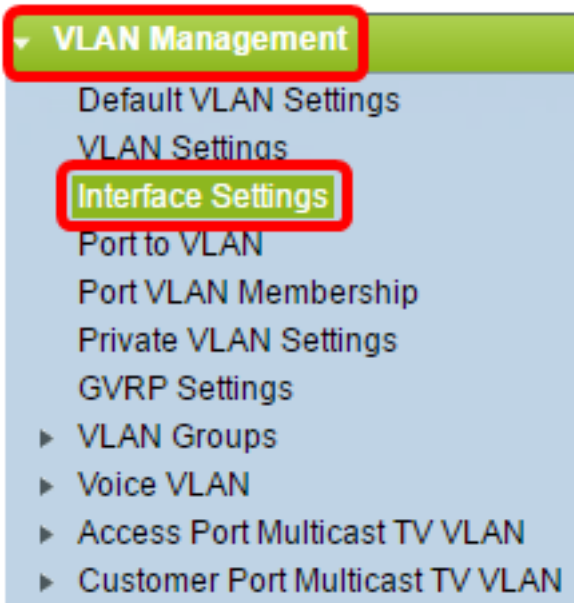 VLAN Management
Default VLAN Settings
VLAN Settings
Interface Settings
Port to VLAN
Port VLAN Membership
Private VLAN Settings
GVRP Settings
VLAN Groups
Voice VLAN
Access Port Multicast TV VLAN
Customer Port Multicast TV VLAN